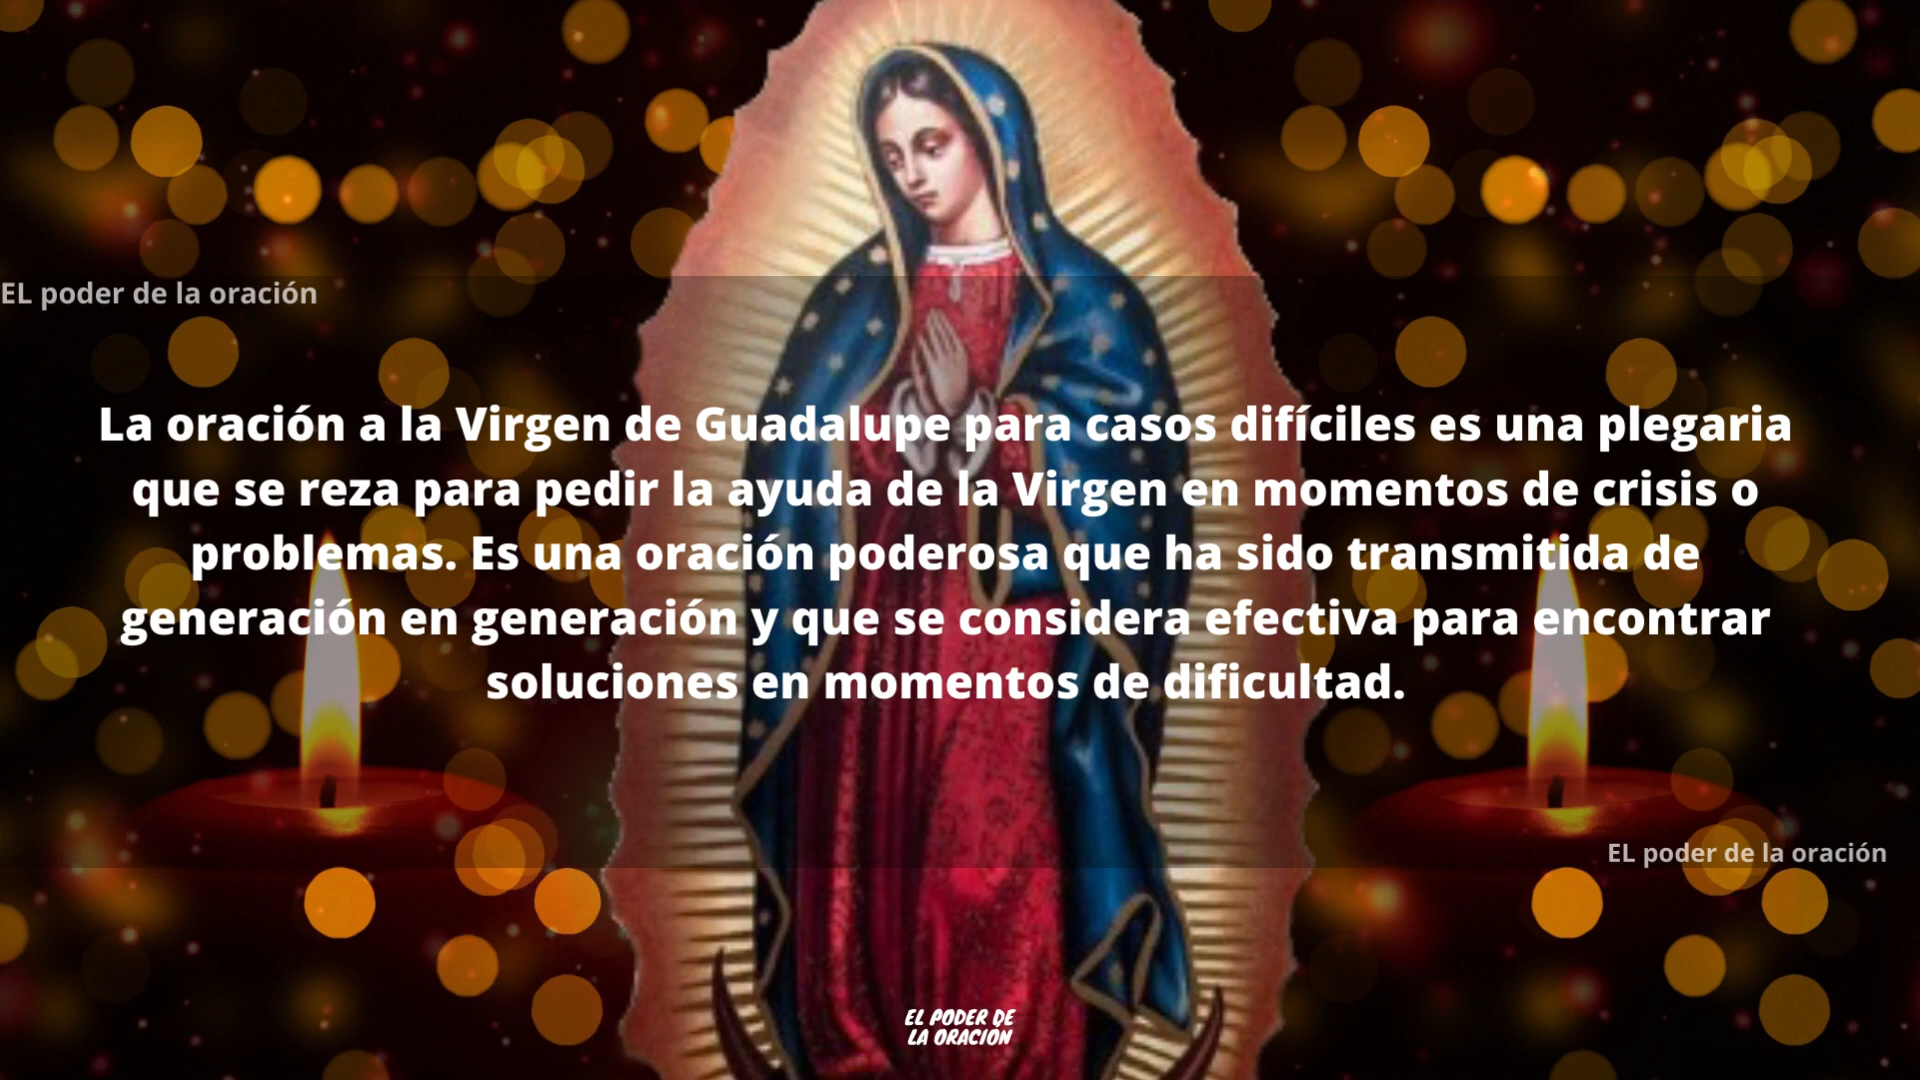 EL poder de la oración
La oración a la Virgen de Guadalupe para casos difíciles es una plegaria
que se reza para pedir la ayuda de la Virgen en momentos de crisis o
problemas. Es una oración poderosa que ha sido transmitida de
generación en generación y que se considera efectiva para encontrar
soluciones en momentos de dificultad.
EL poder de la oración
EL PODER DE
LA ORACIÓN